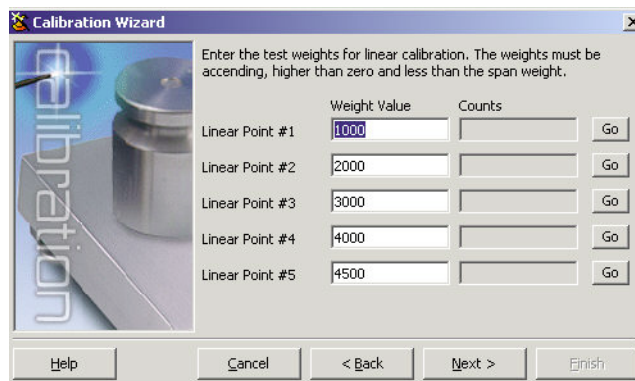 Calibration Wizard
calibration
Enter the test weights for linear calibration. The weights must be
accending, higher than zero and less than the span weight.
Weight Value Counts
Linear Point #1 1000 Go
Linear Point #2 2000 Go
Linear Point #3 3000 Go
Linear Point #4 4000 Go
Linear Point #5 4500 Go
Help Cancel < Back Next > Finish